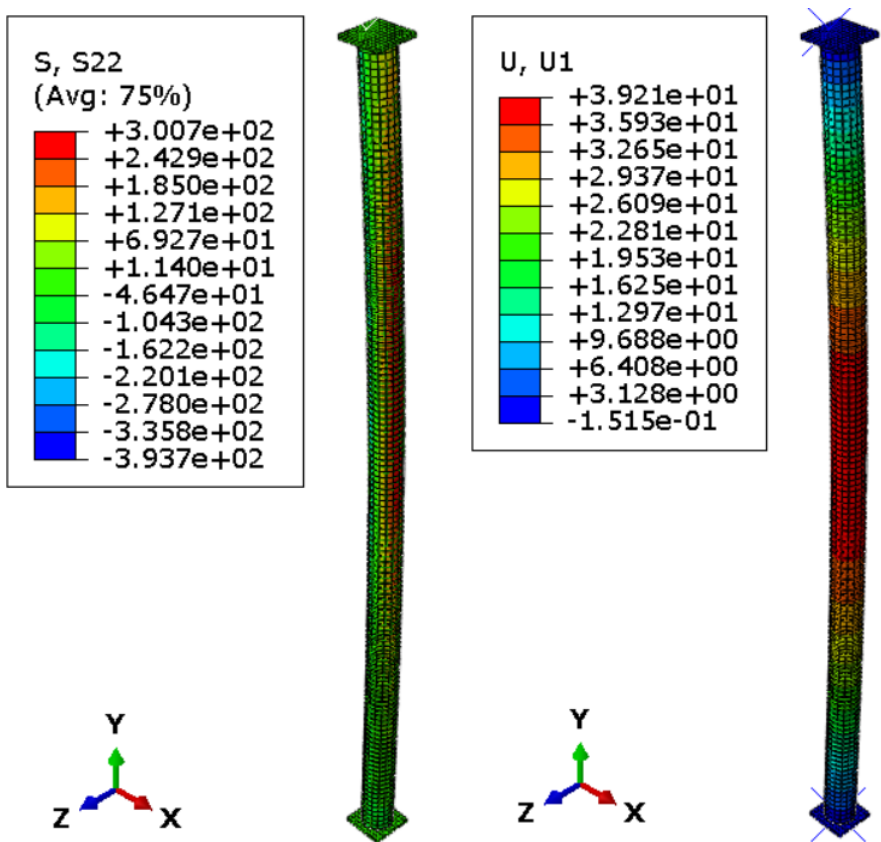 S, S22
(Avg: 75%)
+3.007e+02
+2.429e+02
+1.850e+02
+1.271e+02
+6.927e+01
+1.140e+01
-4.647e+01
-1.043e+02
-1.622e+02
-2.201e+02
-2.780e+02
-3.358e+02
-3.937e+02
Y
Z
X
U, U1
+3.921e+01
+3.593e+01
+3.265e+01
+2.937e+01
+2.609e+01
+2.281e+01
+1.953e+01
+1.625e+01
+1.297e+01
+9.688e+00
+6.408e+00
+3.128e+00
-1.515e-01
Y
Z
X